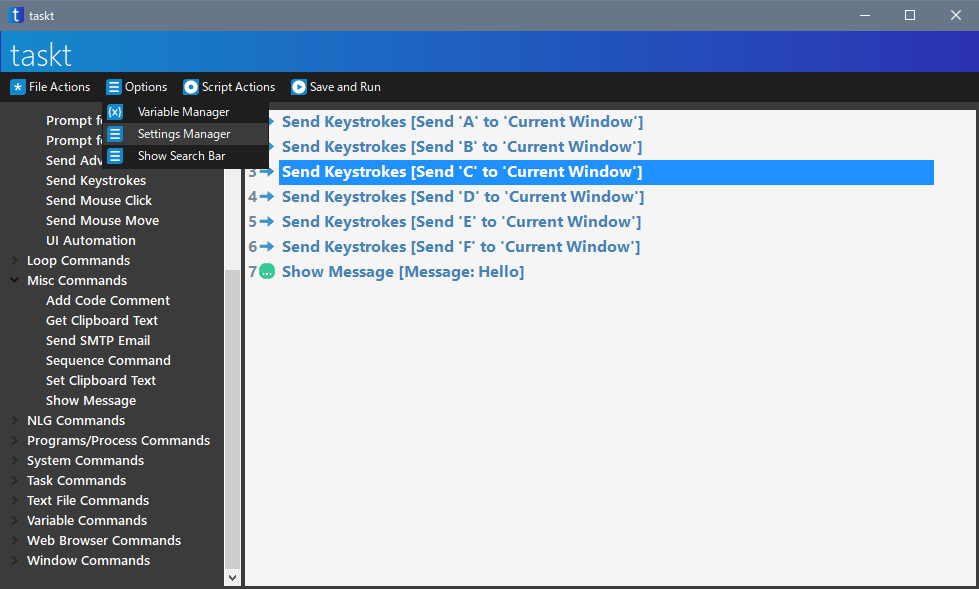 taskt
taskt
File Actions Options Script Actions Save and Run
Variable Manager
Settings Manager
Show Search Bar
Prompt
Prompt
Send
Send Keystrokes
Send Mouse Click
Send Mouse Move
UI Automation
Loop Commands
Misc Commands
Add Code Comment
Get Clipboard Text
Send SMTP Email
Sequence Command
Set Clipboard Text
Show Message
NLG Commands
Programs/Process Commands
System Commands
Task Commands
Text File Commands
Variable Commands
Web Browser Commands
Window Commands
Send Keystrokes [Send 'A' to 'Current Window']
Send Keystrokes [Send 'B' to 'Current Window']
3 Send Keystrokes [Send 'C' to 'Current Window']
4 Send Keystrokes [Send 'D' to 'Current Window']
5 Send Keystrokes [Send 'E' to 'Current Window']
6 Send Keystrokes [Send 'F' to 'Current Window']
7 Show Message [Message: Hello]